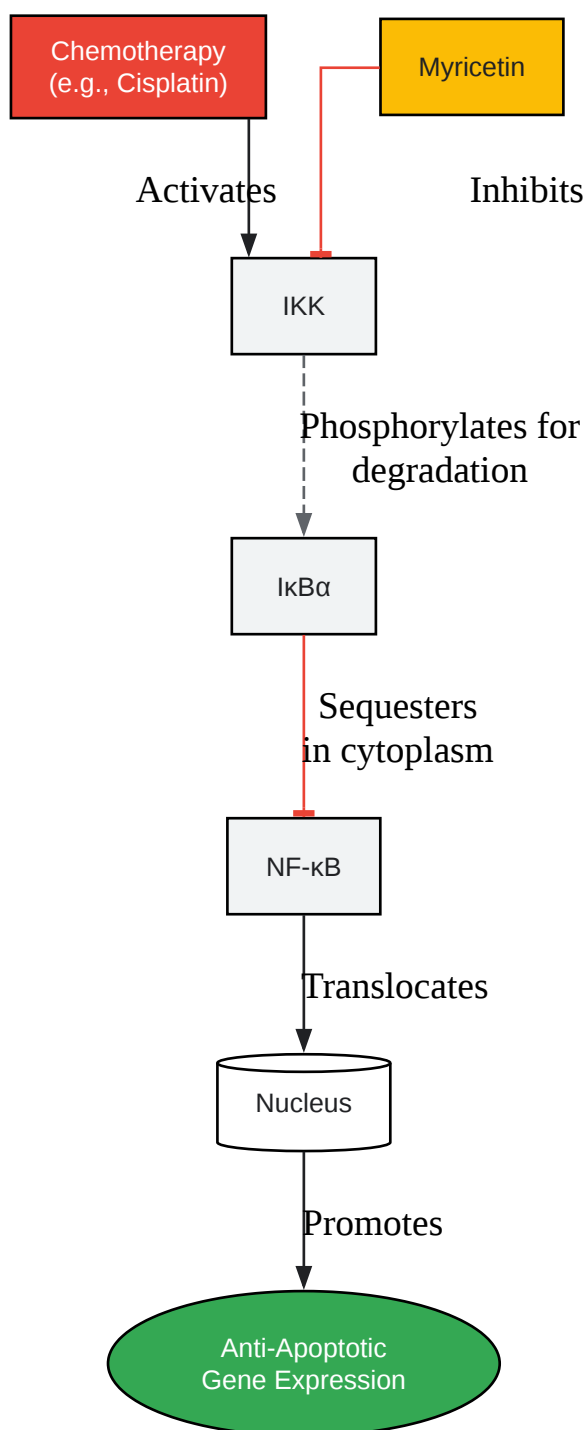 Chemotherapy
(e.g., Cisplatin)
Myricetin
Activates
Inhibits
IKK
Phosphorylates for
degradation
IκBα
Sequesters
in cytoplasm
NF-κB
Translocates
Nucleus
Promotes
Anti-Apoptotic
Gene Expression